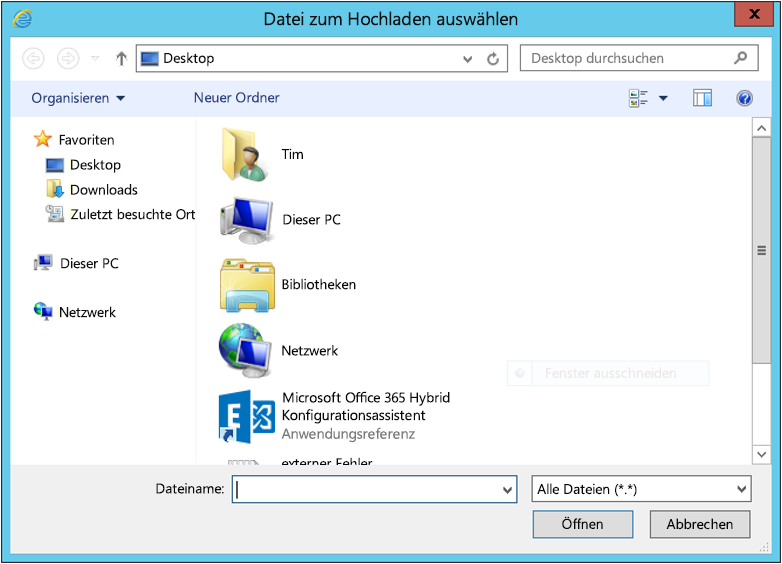 Datei zum Hochladen auswählen
Desktop
Desktop durchsuchen
Organisieren
Neuer Ordner
Favoriten
Desktop
Downloads
Zuletzt besuchte Ort
Dieser PC
Netzwerk
Tim
Dieser PC
Bibliotheken
Netzwerk
Microsoft Office 365 Hybrid
Konfigurationsassistent
Anwendungsreferenz
externer Fehler
Fenster ausschneiden
Dateiname:
Alle Dateien (*.*)
Öffnen
Abbrechen